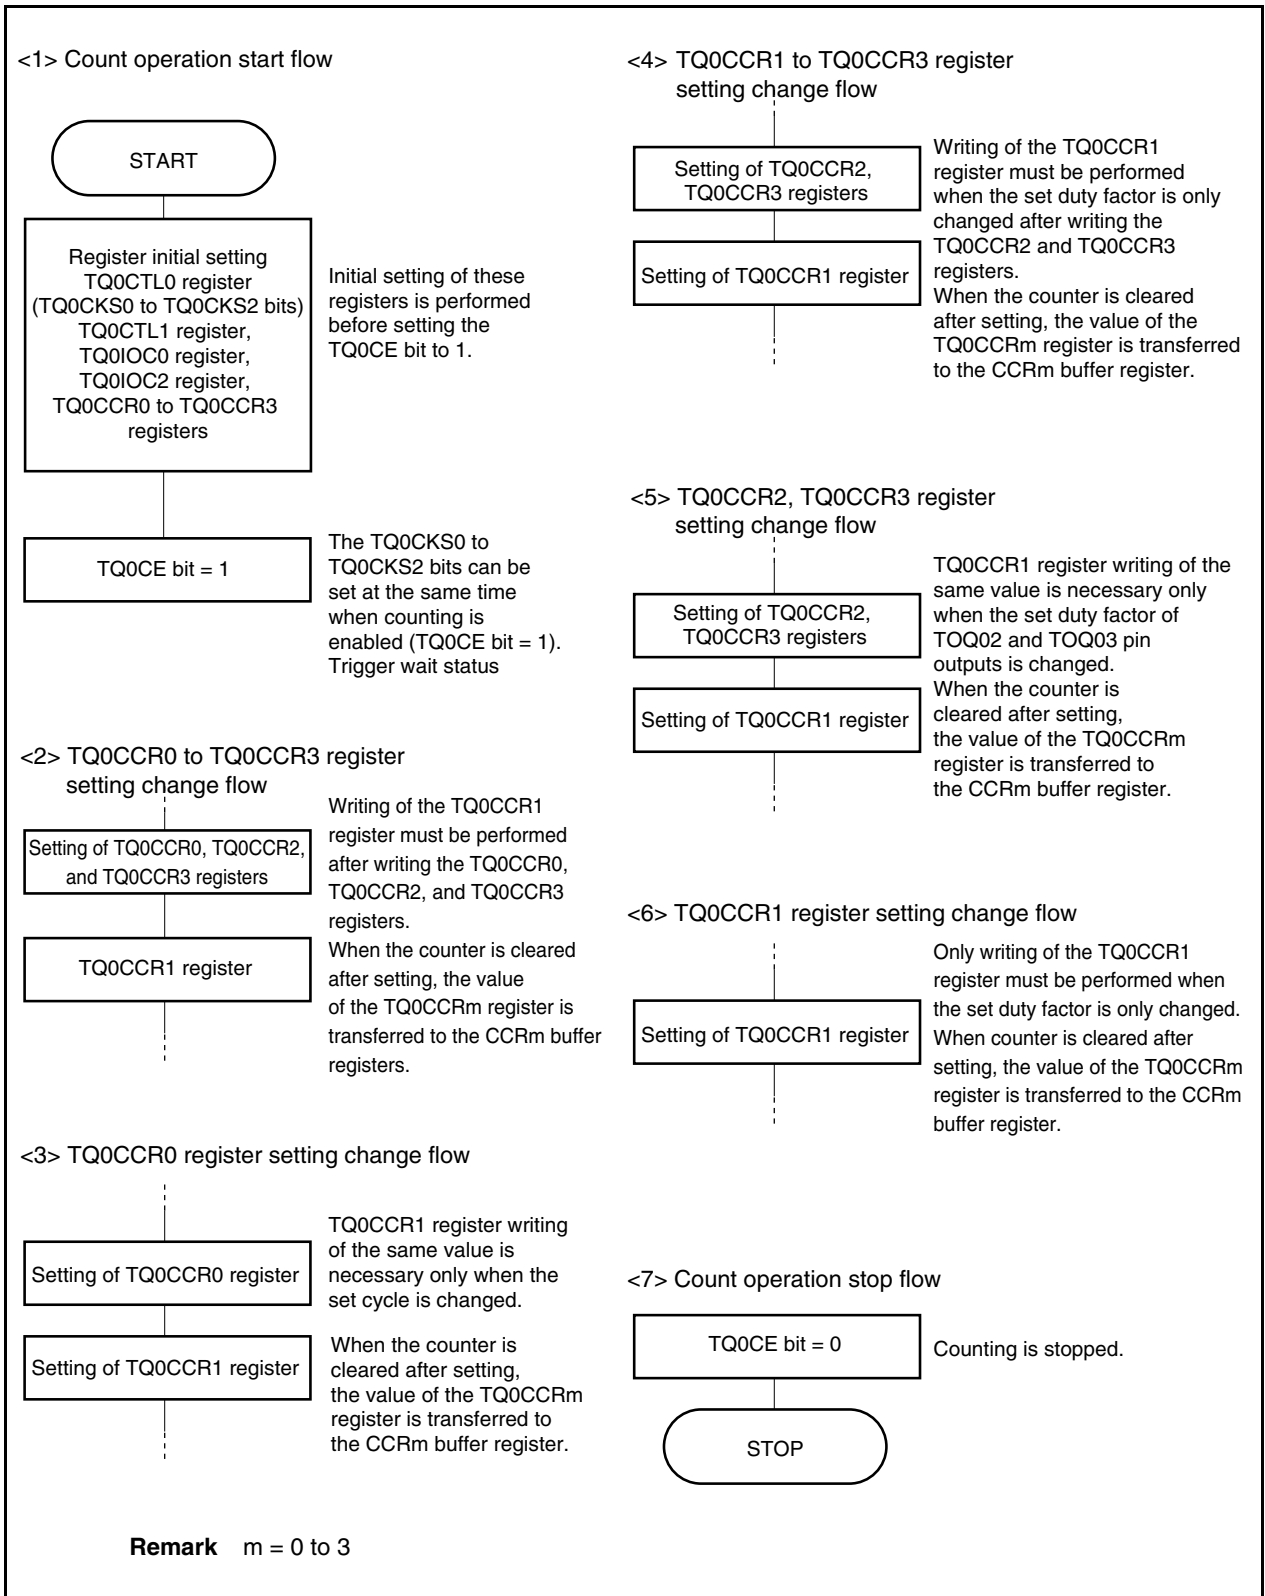 <1> Count operation start flow
START
Register initial setting
TQ0CTL0 register
(TQ0CKS0 to TQ0CKS2 bits)
TQ0CTL1 register,
TQ0IOC0 register,
TQ0IOC2 register,
TQ0CCR0 to TQ0CCR3
registers
Initial setting of these
registers is performed
before setting the
TQ0CE bit to 1.
TQ0CE bit = 1
The TQ0CKS0 to
TQ0CKS2 bits can be
set at the same time
when counting is
enabled (TQ0CE bit = 1).
Trigger wait status
<2> TQ0CCR0 to TQ0CCR3 register
setting change flow
Setting of TQ0CCR0, TQ0CCR2,
and TQ0CCR3 registers
TQ0CCR1 register
Writing of the TQ0CCR1
register must be performed
after writing the TQ0CCR0,
TQ0CCR2, and TQ0CCR3
registers.
When the counter is cleared
after setting, the value
of the TQ0CCRm register is
transferred to the CCRm buffer
registers.
<3> TQ0CCR0 register setting change flow
Setting of TQ0CCR0 register
TQ0CCR1 register writing
of the same value is
necessary only when the
set cycle is changed.
Setting of TQ0CCR1 register
When the counter is
cleared after setting,
the value of the TQ0CCRm
register is transferred to
the CCRm buffer register.
<4> TQ0CCR1 to TQ0CCR3 register
setting change flow
Setting of TQ0CCR2,
TQ0CCR3 registers
Setting of TQ0CCR1 register
Writing of the TQ0CCR1
register must be performed
when the set duty factor is only
changed after writing the
TQ0CCR2 and TQ0CCR3
registers.
When the counter is cleared
after setting, the value of the
TQ0CCRm register is transferred
to the CCRm buffer register.
<5> TQ0CCR2, TQ0CCR3 register
setting change flow
Setting of TQ0CCR2,
TQ0CCR3 registers
Setting of TQ0CCR1 register
TQ0CCR1 register writing of the
same value is necessary only
when the set duty factor of
TOQ02 and TOQ03 pin
outputs is changed.
When the counter is
cleared after setting,
the value of the TQ0CCRm
register is transferred to
the CCRm buffer register.
<6> TQ0CCR1 register setting change flow
Setting of TQ0CCR1 register
Only writing of the TQ0CCR1
register must be performed when
the set duty factor is only changed.
When counter is cleared after
setting, the value of the TQ0CCRm
register is transferred to the CCRm
buffer register.
<7> Count operation stop flow
TQ0CE bit = 0
Counting is stopped.
STOP
Remark m = 0 to 3